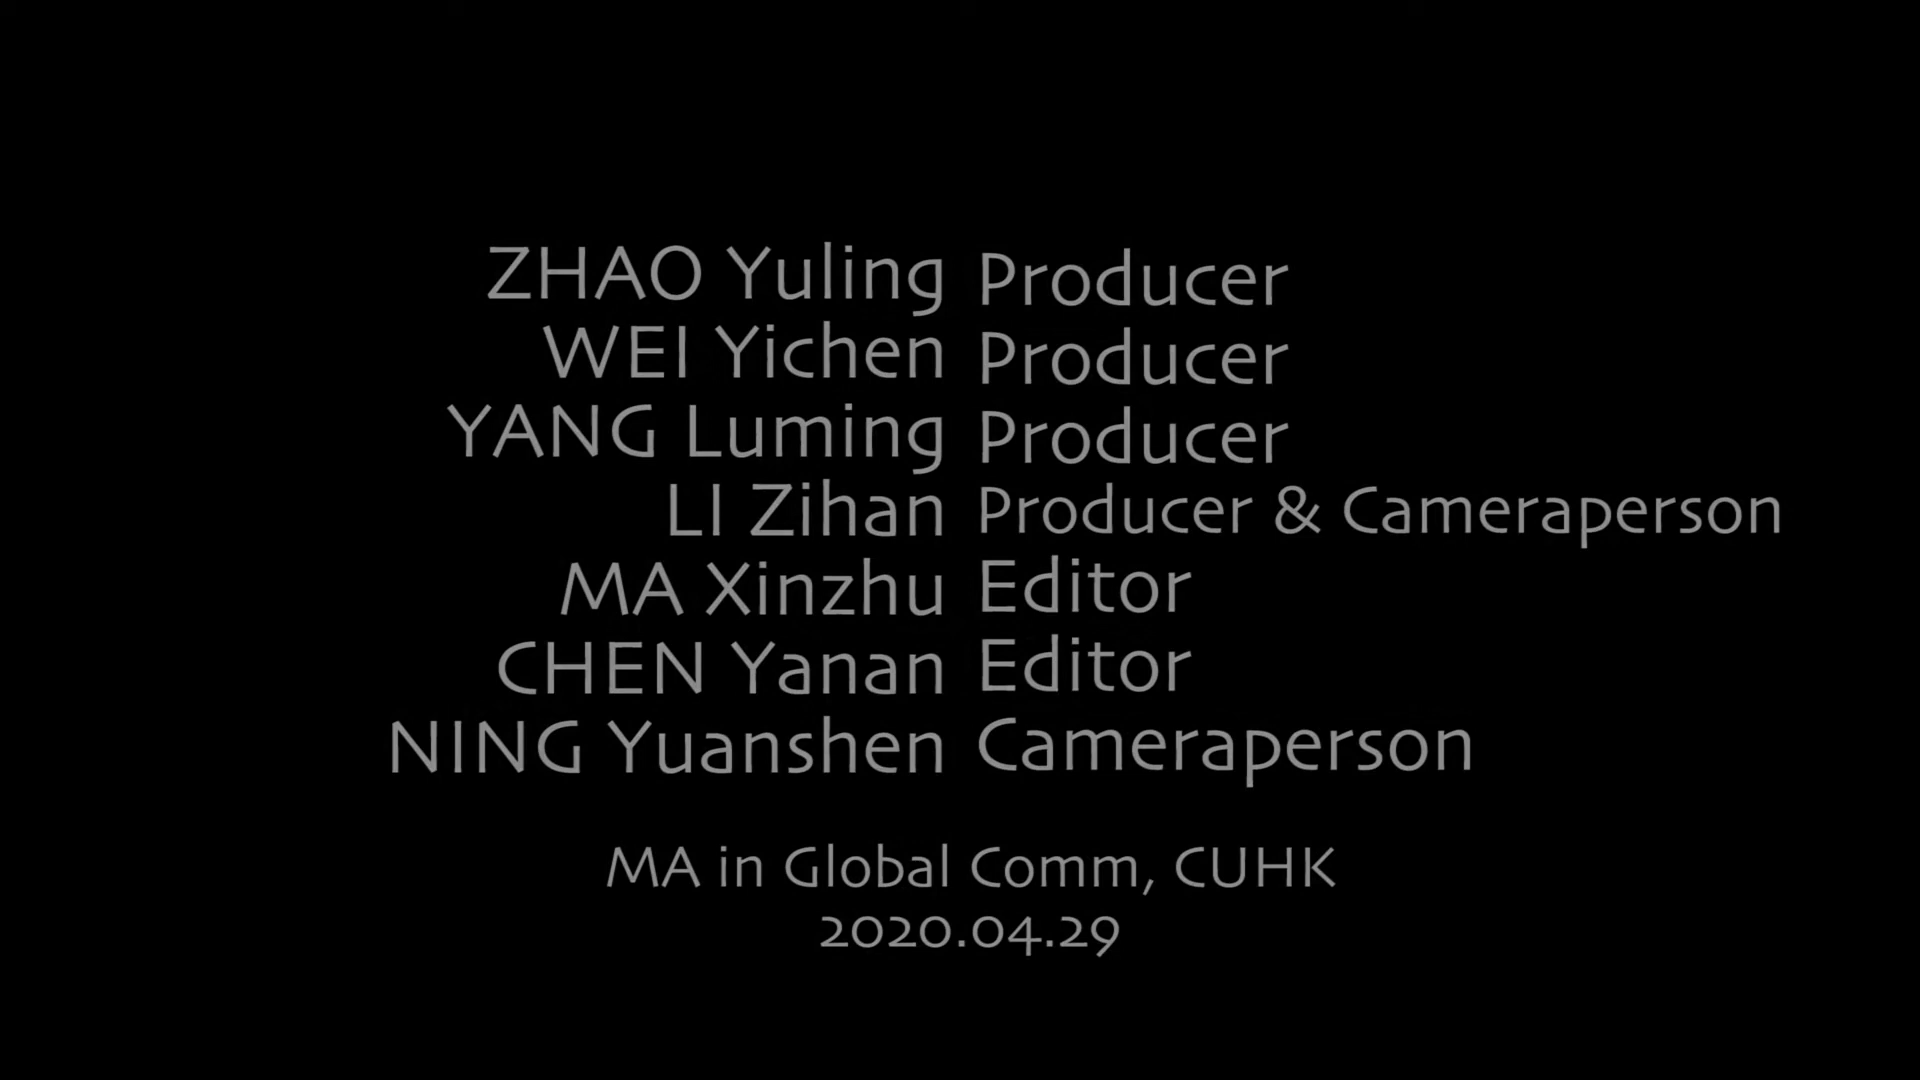 ZHAO Yuling Producer
WEI Yichen Producer
YANG Luming Producer
LI Zihan Producer & Cameraperson
MA Xinzhu Editor
CHEN Yanan Editor
NING Yuanshen Cameraperson
MA in Global Comm, CUHK
2020.04.29